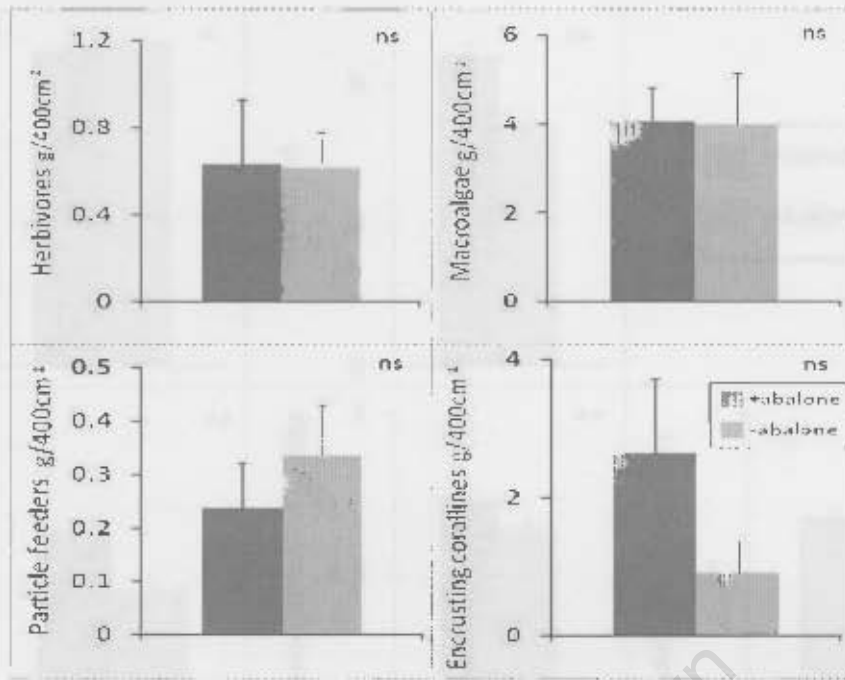 ns
Herbivores g/400cm²
1.2
0.8
0.4
0
ns
Macroalgae g/400cm²
6
4
2
0
ns
Particle feeders g/400cm²
0.5
0.4
0.3
0.2
0.1
0
ns
Encrusting corallines g/400cm²
4
2
0
+abalone
-abalone